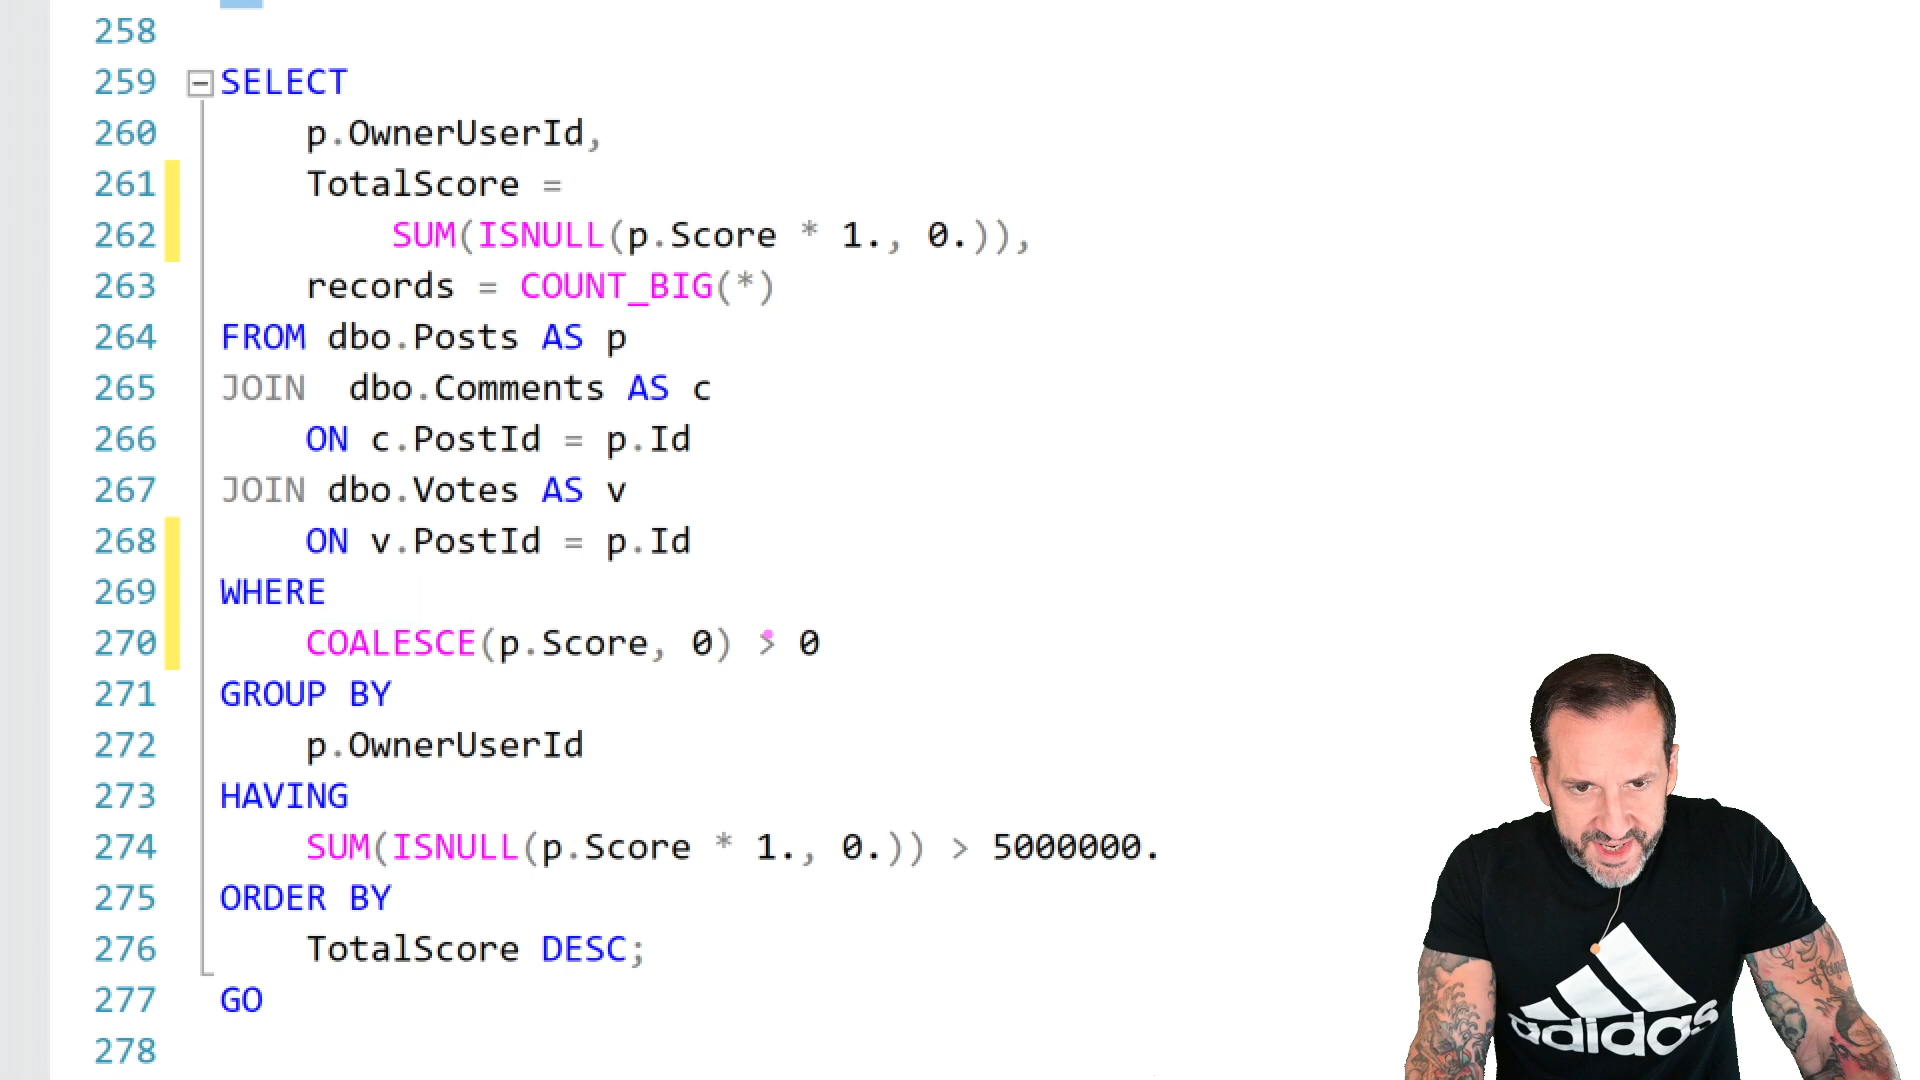 258
259 SELECT
260 p.OwnerUserId,
261 TotalScore =
262 SUM(ISNULL(p.Score * 1., 0.)),
263 records = COUNT_BIG(*)
264 FROM dbo.Posts AS p
265 JOIN  dbo.Comments AS c
266 ON c.PostId = p.Id
267 JOIN dbo.Votes AS v
268 ON v.PostId = p.Id
269 WHERE
270 COALESCE(p.Score, 0) > 0
271 GROUP BY
272 p.OwnerUserId
273 HAVING
274 SUM(ISNULL(p.Score * 1., 0.)) > 5000000.
275 ORDER BY
276 TotalScore DESC;
277 GO
278
adidas